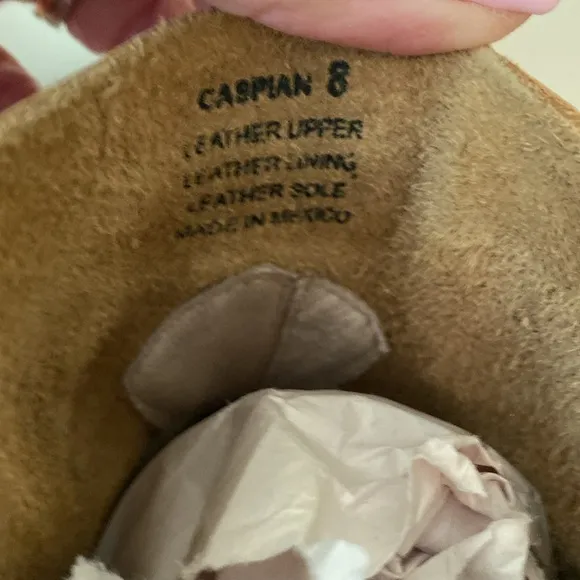 CASPIAN 8
LEATHER UPPER
LEATHER LINING
LEATHER SOLE
MADE IN MEXICO